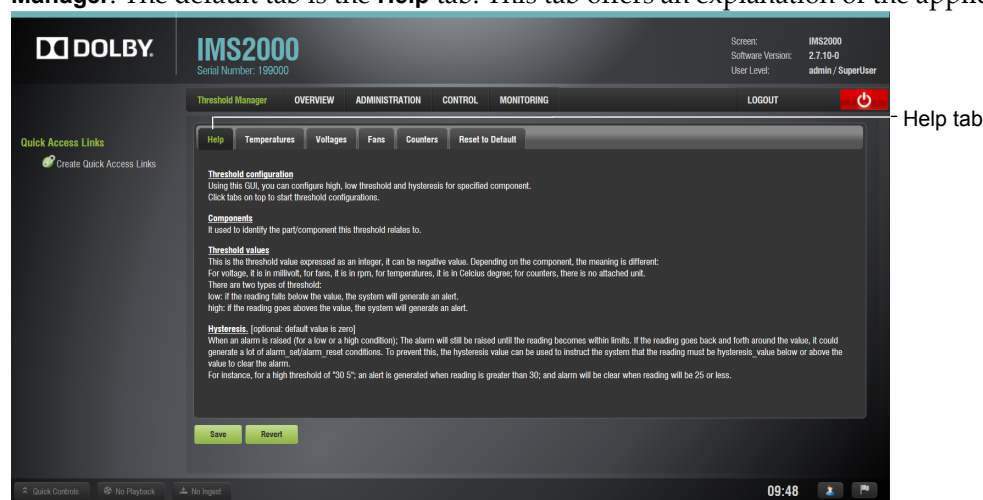 Manager. The default tab is the Help tab. This tab offers an explanation of the applic
DOLBY.
IMS2000
Serial Number: 199000
Screen: IMS2000
Software Version: 2.7.10-0
User Level: admin / SuperUser
Threshold Manager OVERVIEW ADMINISTRATION CONTROL MONITORING LOGOUT
Help tab
Quick Access Links
Create Quick Access Links
Help Temperatures Voltages Fans Counters Reset to Default
Threshold configuration
Using this GUI, you can configure high, low threshold and hysteresis for specified component.
Click tabs on top to start threshold configurations.
Components
It used to identify the part/component this threshold relates to.
Threshold values
This is the threshold value expressed as an integer, it can be negative value. Depending on the component, the meaning is different:
For voltage, it is in millivolt, for fans, it is in rpm, for temperatures, it is in Celcius degree; for counters, there is no attached unit.
There are two types of threshold:
low: if the reading falls below the value, the system will generate an alert.
high: if the reading goes aboves the value, the system will generate an alert.
Hysteresis. [optional: default value is zero]
When an alarm is raised (for a low or a high condition); The alarm will still be raised until the reading becomes within limits. If the reading goes back and forth around the value, it could
generate a lot of alarm_set/alarm_reset conditions. To prevent this, the hysteresis value can be used to instruct the system that the reading must be hysteresis_value below or above the
value to clear the alarm.
For instance, for a high threshold of "30 5"; an alert is generated when reading is greater than 30; and alarm will be clear when reading will be 25 or less.
Save Revert
Quick Controls No Playback No Ingest 09:48